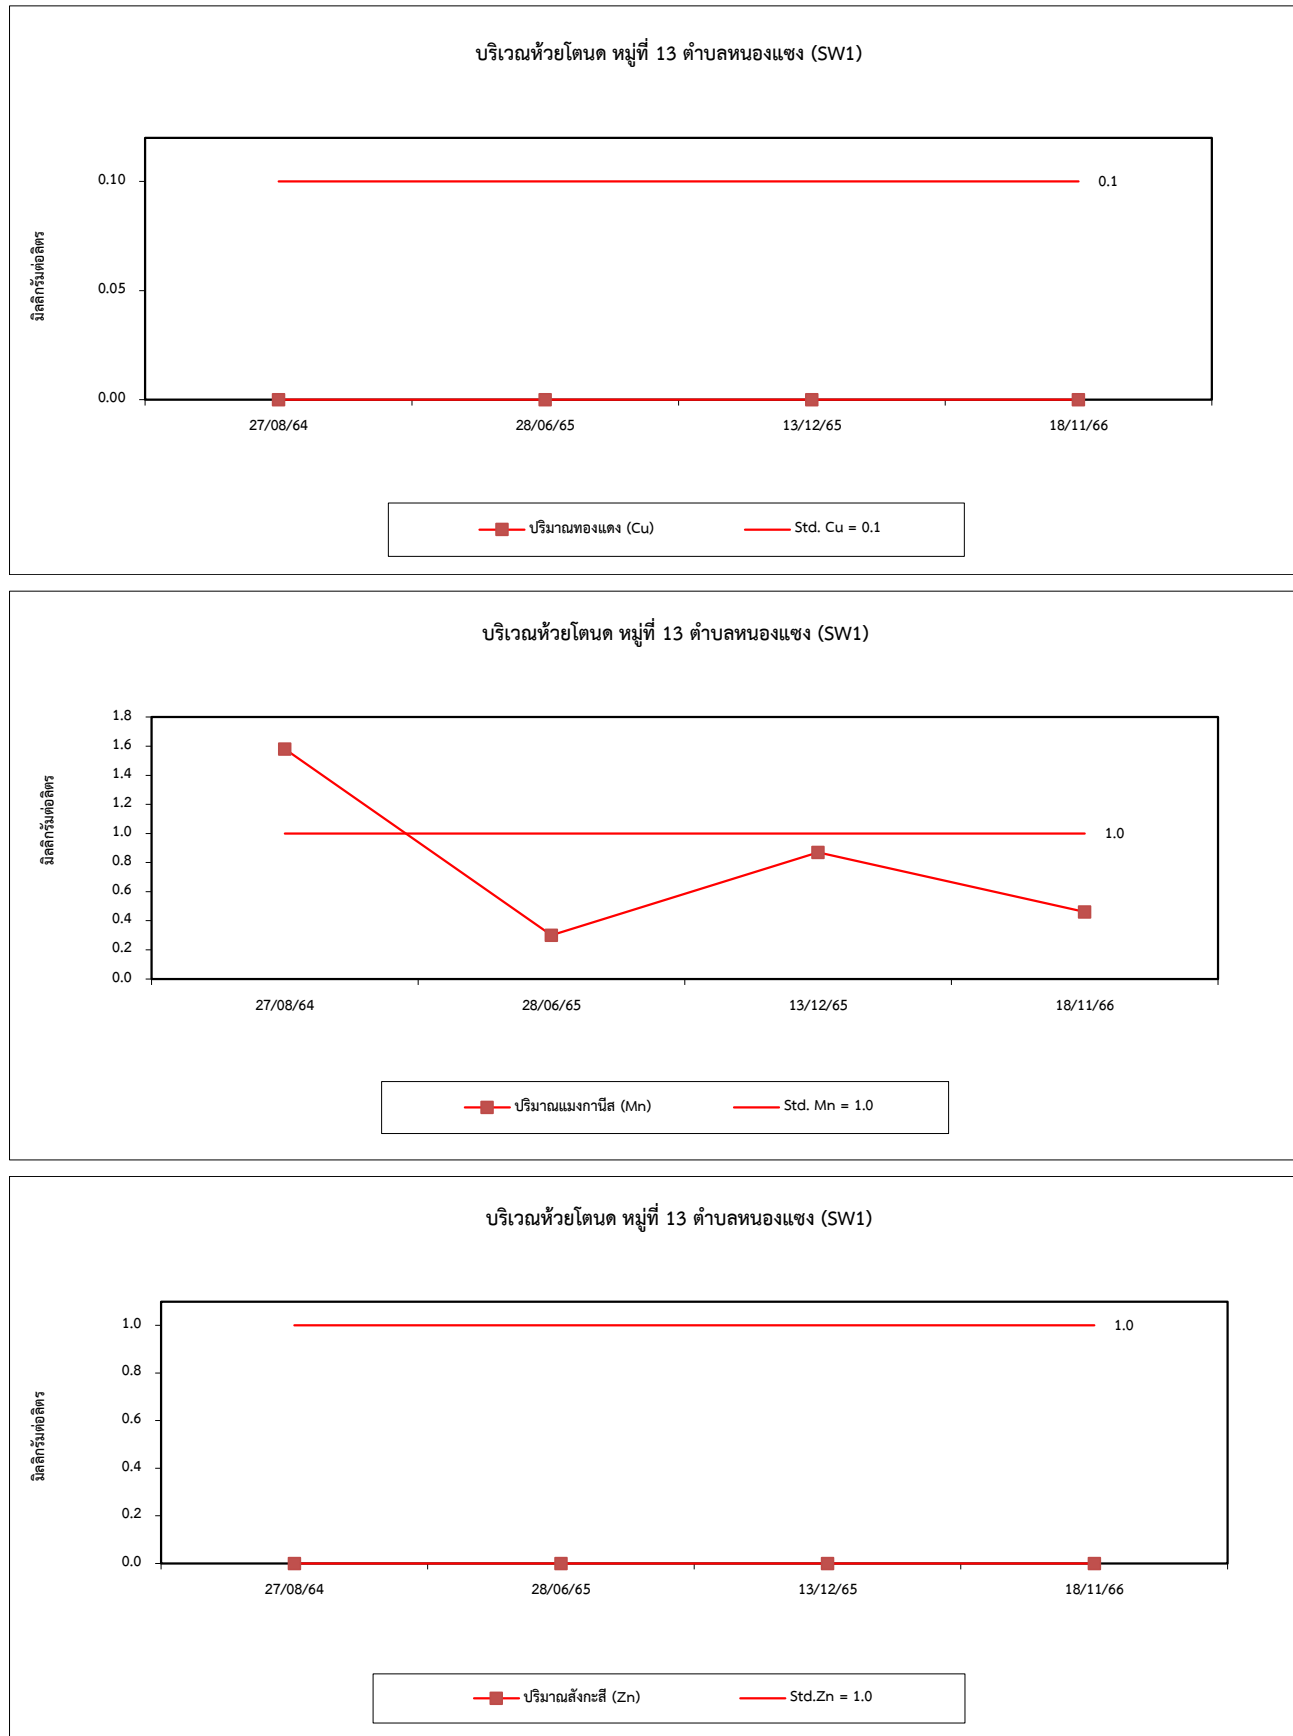 บริเวณห้วยโตนด หมู่ที่ 13 ตำบลหนองแซง (SW1)
มิลลิกรัมต่อลิตร
0.10
0.05
0.00
0.1
27/08/64 28/06/65 13/12/65 18/11/66
ปริมาณทองแดง (Cu) Std. Cu = 0.1
บริเวณห้วยโตนด หมู่ที่ 13 ตำบลหนองแซง (SW1)
มิลลิกรัมต่อลิตร
1.8
1.6
1.4
1.2
1.0
0.8
0.6
0.4
0.2
0.0
1.0
27/08/64 28/06/65 13/12/65 18/11/66
ปริมาณแมงกานีส (Mn) Std. Mn = 1.0
บริเวณห้วยโตนด หมู่ที่ 13 ตำบลหนองแซง (SW1)
มิลลิกรัมต่อลิตร
1.0
0.8
0.6
0.4
0.2
0.0
1.0
27/08/64 28/06/65 13/12/65 18/11/66
ปริมาณสังกะสี (Zn) Std.Zn = 1.0